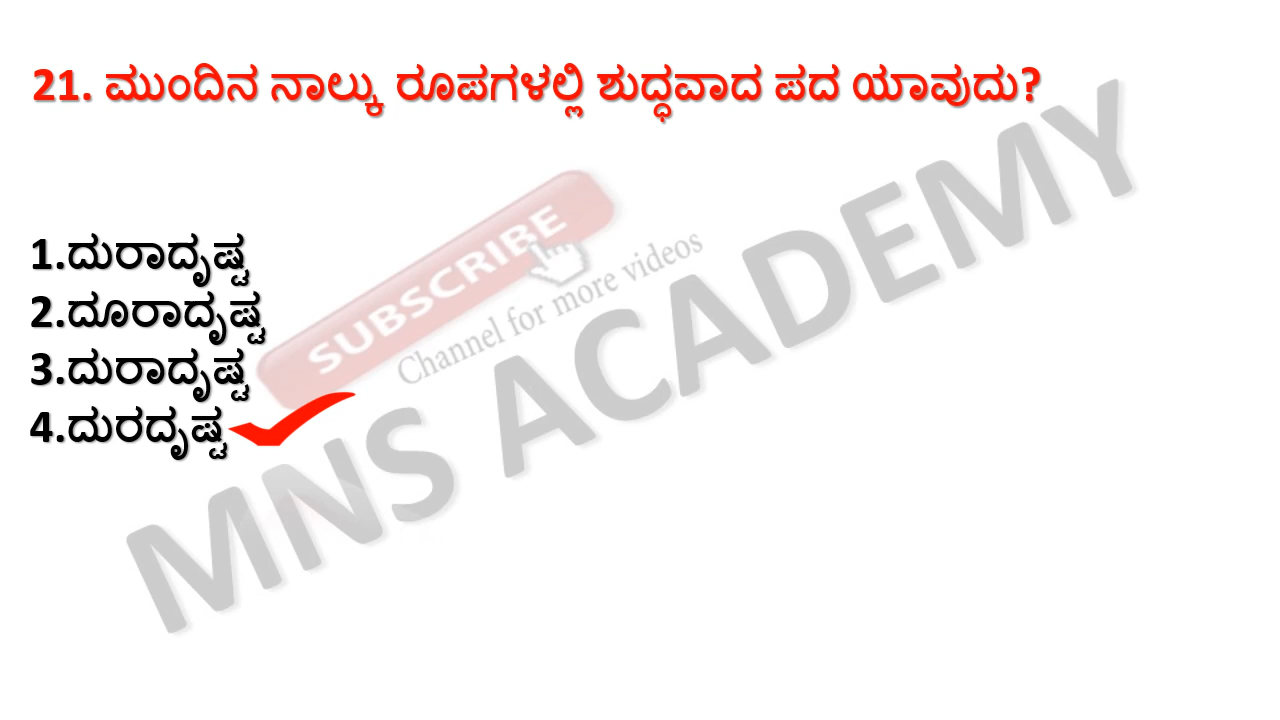 21. ಮುಂದಿನ ನಾಲ್ಕು ರೂಪಗಳಲ್ಲಿ ಶುದ್ಧವಾದ ಪದ ಯಾವುದು?
1.ದುರಾದೃಷ್ಟ
2.ದೂರಾದೃಷ್ಟ
3.ದುರಾದೃಷ್ಟ
4.ದುರದೃಷ್ಟ
SUBSCRIBE
Channel for more videos
MNS ACADEMY